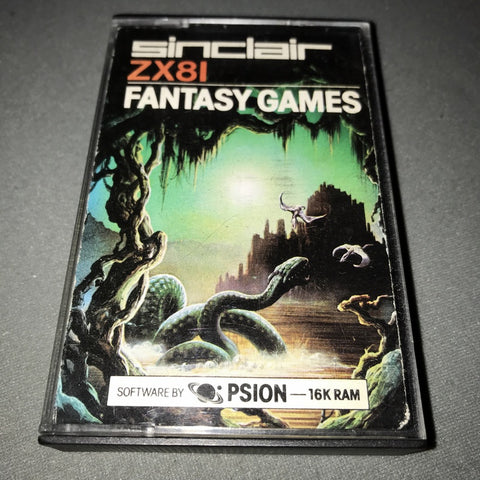 sinclair
ZX81
FANTASY GAMES
SOFTWARE BY PSION — 16K RAM